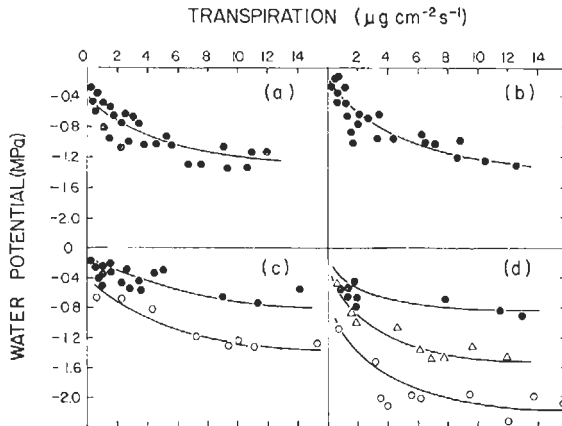 TRANSPIRATION (µg cm-2s-1)
0 2 4 6 8 10 12 14 0 2 4 6 8 10 12 14
(a) (b)
-0.4
-0.8
-1.2
-1.6
-2.0
0
(c) (d)
-0.4
-0.8
-1.2
-1.6
-2.0
WATER POTENTIAL (MPa)